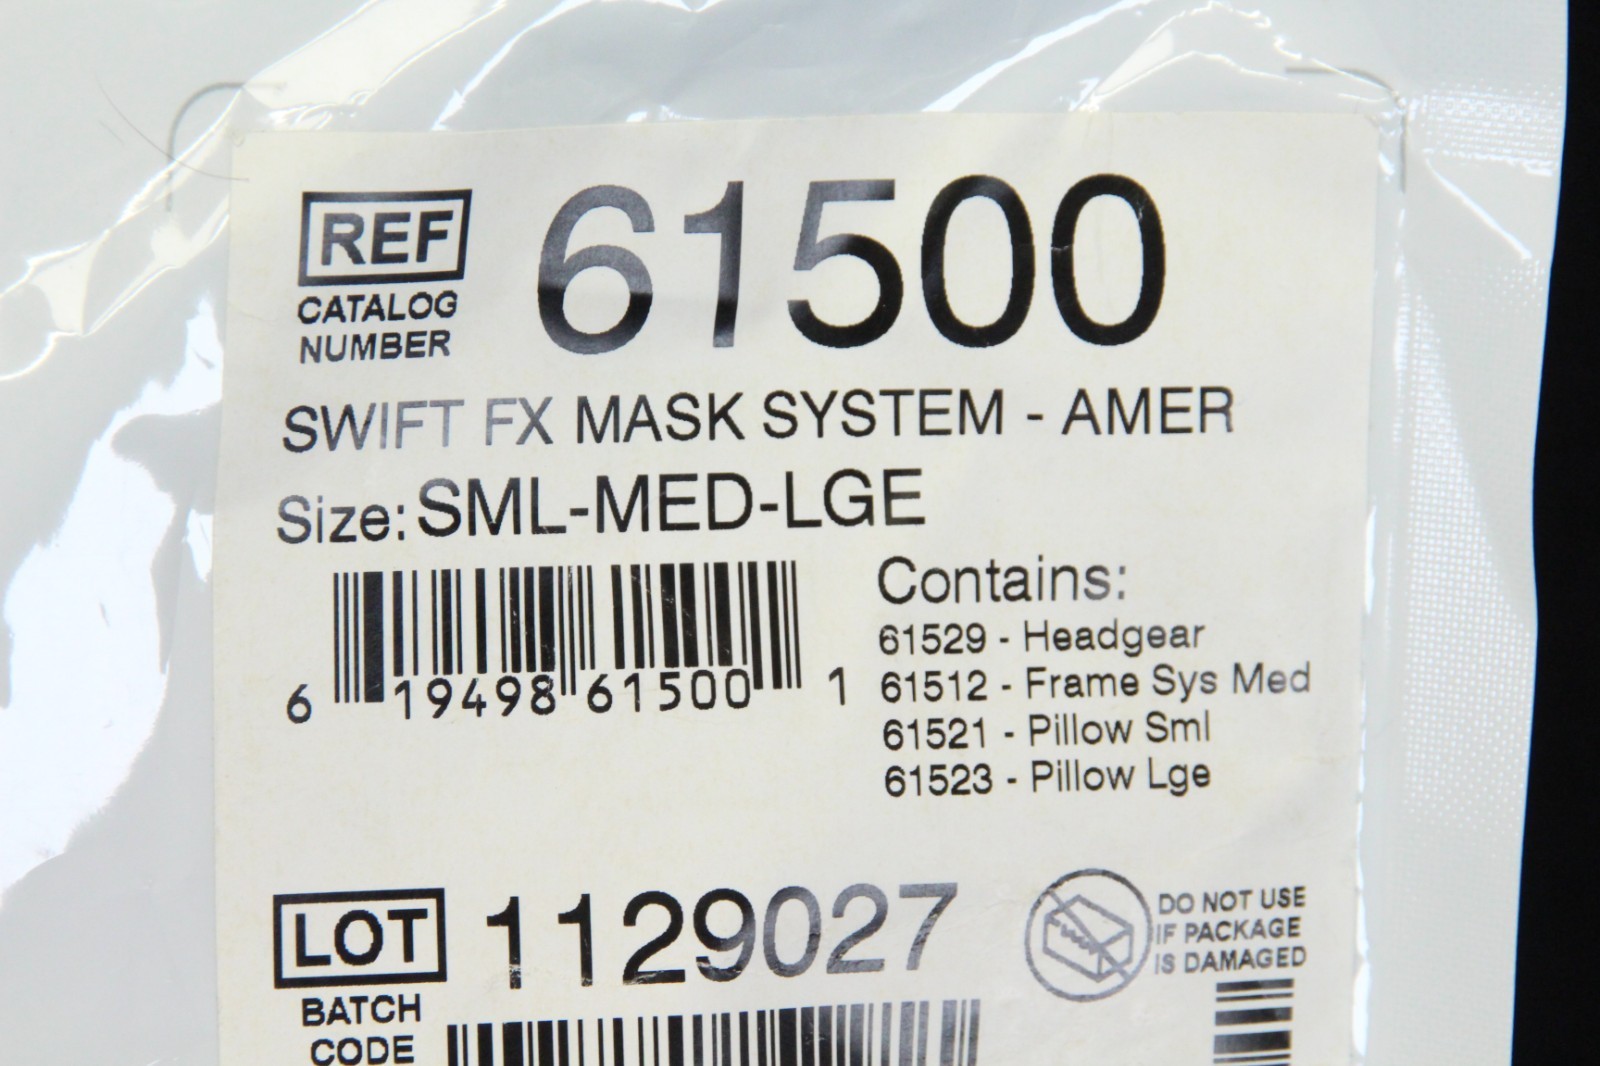 REF
CATALOG
NUMBER
61500
SWIFT FX MASK SYSTEM - AMER
Size: SML-MED-LGE
6 19498 61500 1
Contains:
61529 - Headgear
61512 - Frame Sys Med
61521 - Pillow Sml
61523 - Pillow Lge
LOT
BATCH
CODE
1129027
DO NOT USE
IF PACKAGE
IS DAMAGED